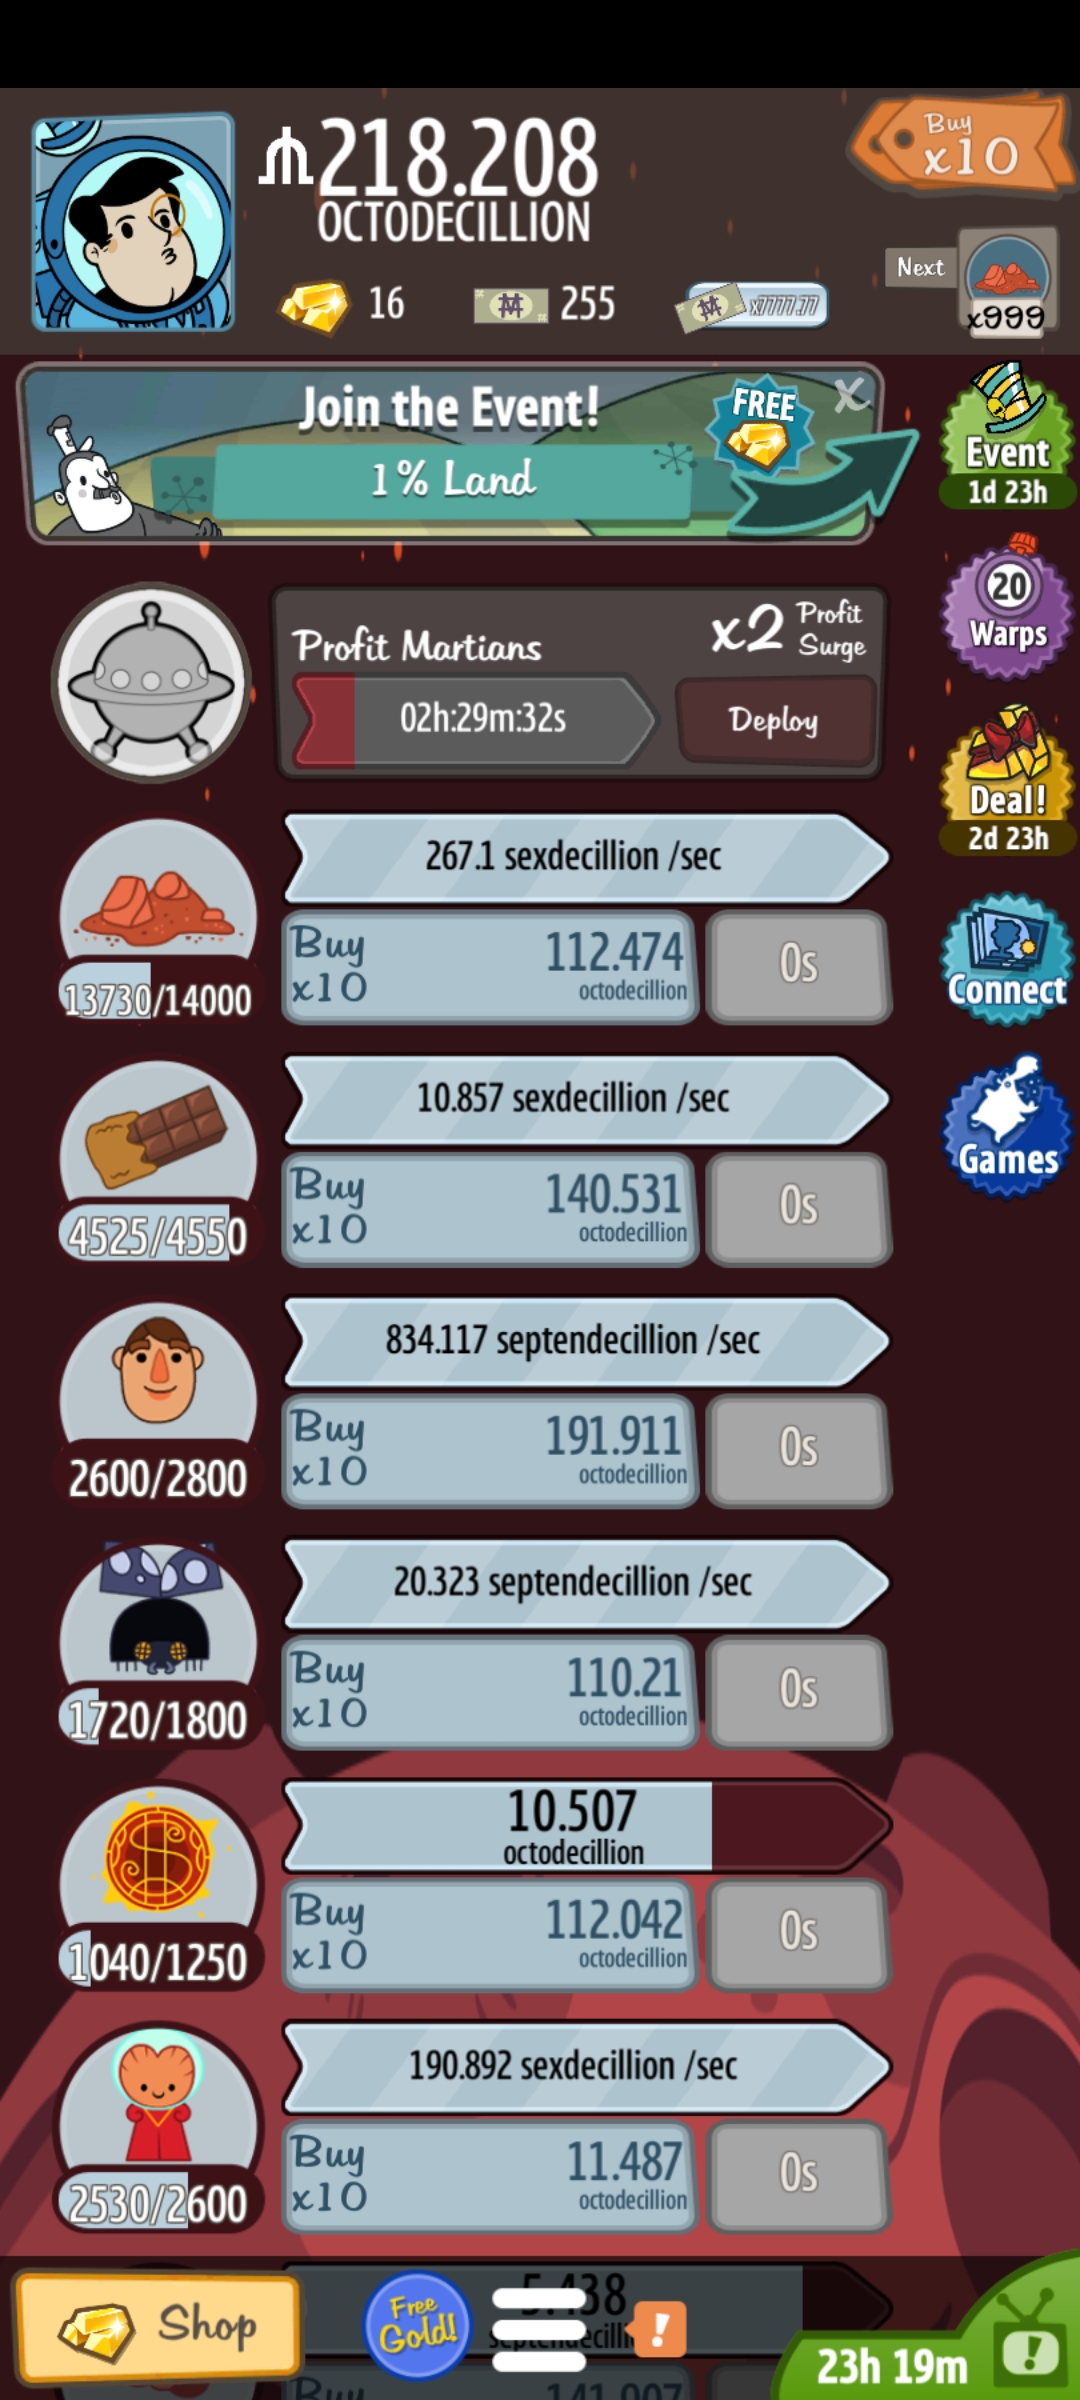 218.208
OCTODECILLION
Buy
x10
16
255
x7777.77
Next
x999
Join the Event!
FREE
X
1% Land
Event
1d 23h
20
Warps
Profit Martians
x2 Profit
Surge
02h:29m:32s
Deploy
Deal!
2d 23h
267.1 sexdecillion /sec
13730/14000
Buy
x10
112.474
octodecillion
0s
Connect
10.857 sexdecillion /sec
4525/4550
Buy
x10
140.531
octodecillion
0s
Games
834.117 septendecillion /sec
2600/2800
Buy
x10
191.911
octodecillion
0s
20.323 septendecillion /sec
1720/1800
Buy
x10
110.21
octodecillion
0s
10.507
octodecillion
1040/1250
Buy
x10
112.042
octodecillion
0s
190.892 sexdecillion /sec
2530/2600
Buy
x10
11.487
octodecillion
0s
Shop
Free
Gold!
!
23h 19m
!
Buy